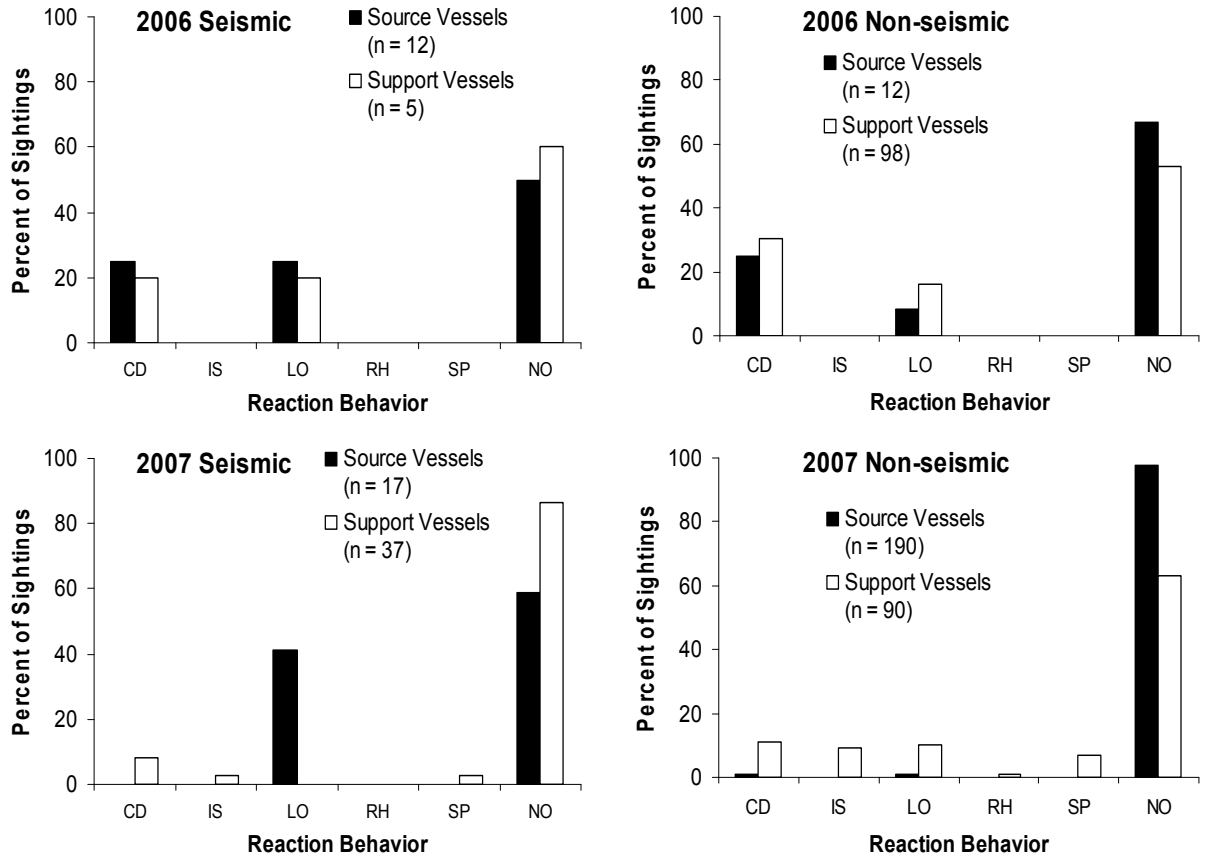 2006 Seismic
Source Vessels
(n = 12)
Support Vessels
(n = 5)
Percent of Sightings
100
80
60
40
20
0
CD IS LO RH SP NO
Reaction Behavior
2006 Non-seismic
Source Vessels
(n = 12)
Support Vessels
(n = 98)
Percent of Sightings
100
80
60
40
20
0
CD IS LO RH SP NO
Reaction Behavior
2007 Seismic
Source Vessels
(n = 17)
Support Vessels
(n = 37)
Percent of Sightings
100
80
60
40
20
0
CD IS LO RH SP NO
Reaction Behavior
2007 Non-seismic
Source Vessels
(n = 190)
Support Vessels
(n = 90)
Percent of Sightings
100
80
60
40
20
0
CD IS LO RH SP NO
Reaction Behavior